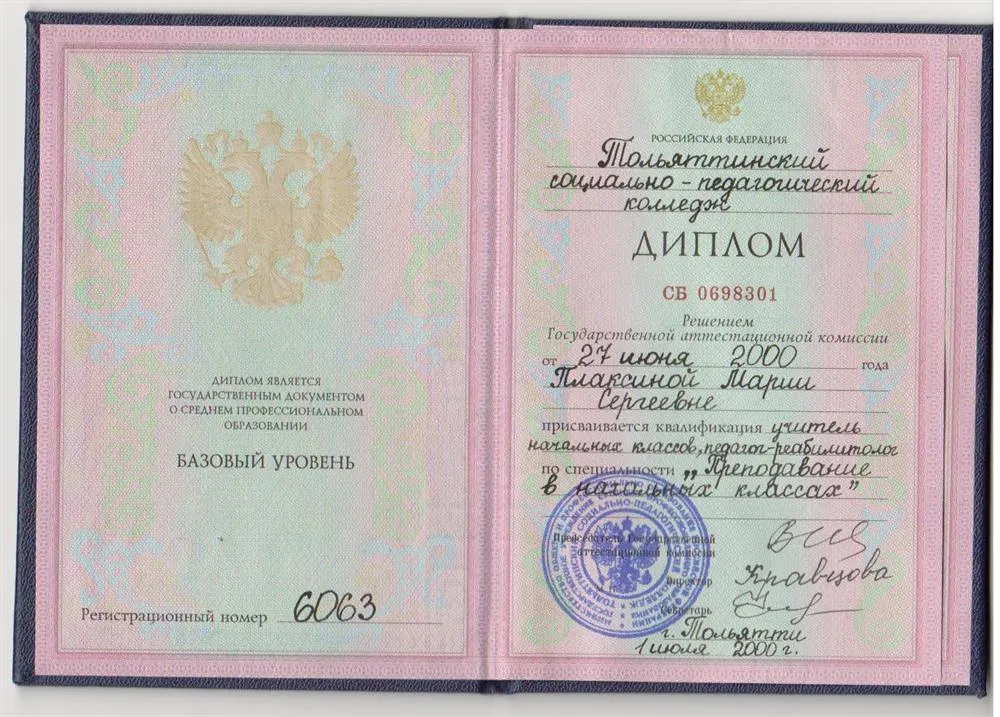 ДИПЛОМ ЯВЛЯЕТСЯ
ГОСУДАРСТВЕННЫМ ДОКУМЕНТОМ
О СРЕДНЕМ ПРОФЕССИОНАЛЬНОМ
ОБРАЗОВАНИИ
БАЗОВЫЙ УРОВЕНЬ
Регистрационный номер 6063
РОССИЙСКАЯ ФЕДЕРАЦИЯ
Тольяттинский
социально-педагогический
колледж
ДИПЛОМ
СБ 0698301
Решением
Государственной аттестационной комиссии
от 27 июня 2000 года
Плаксиной Марии
Сергеевне
присваивается квалификация учитель
начальных классов, педагог-реабилитолог
по специальности „Преподавание
в начальных классах"
Председатель Государственной
аттестационной комиссии
Директор Кравцова
Секретарь
г. Тольятти
1 июля 2000 г.